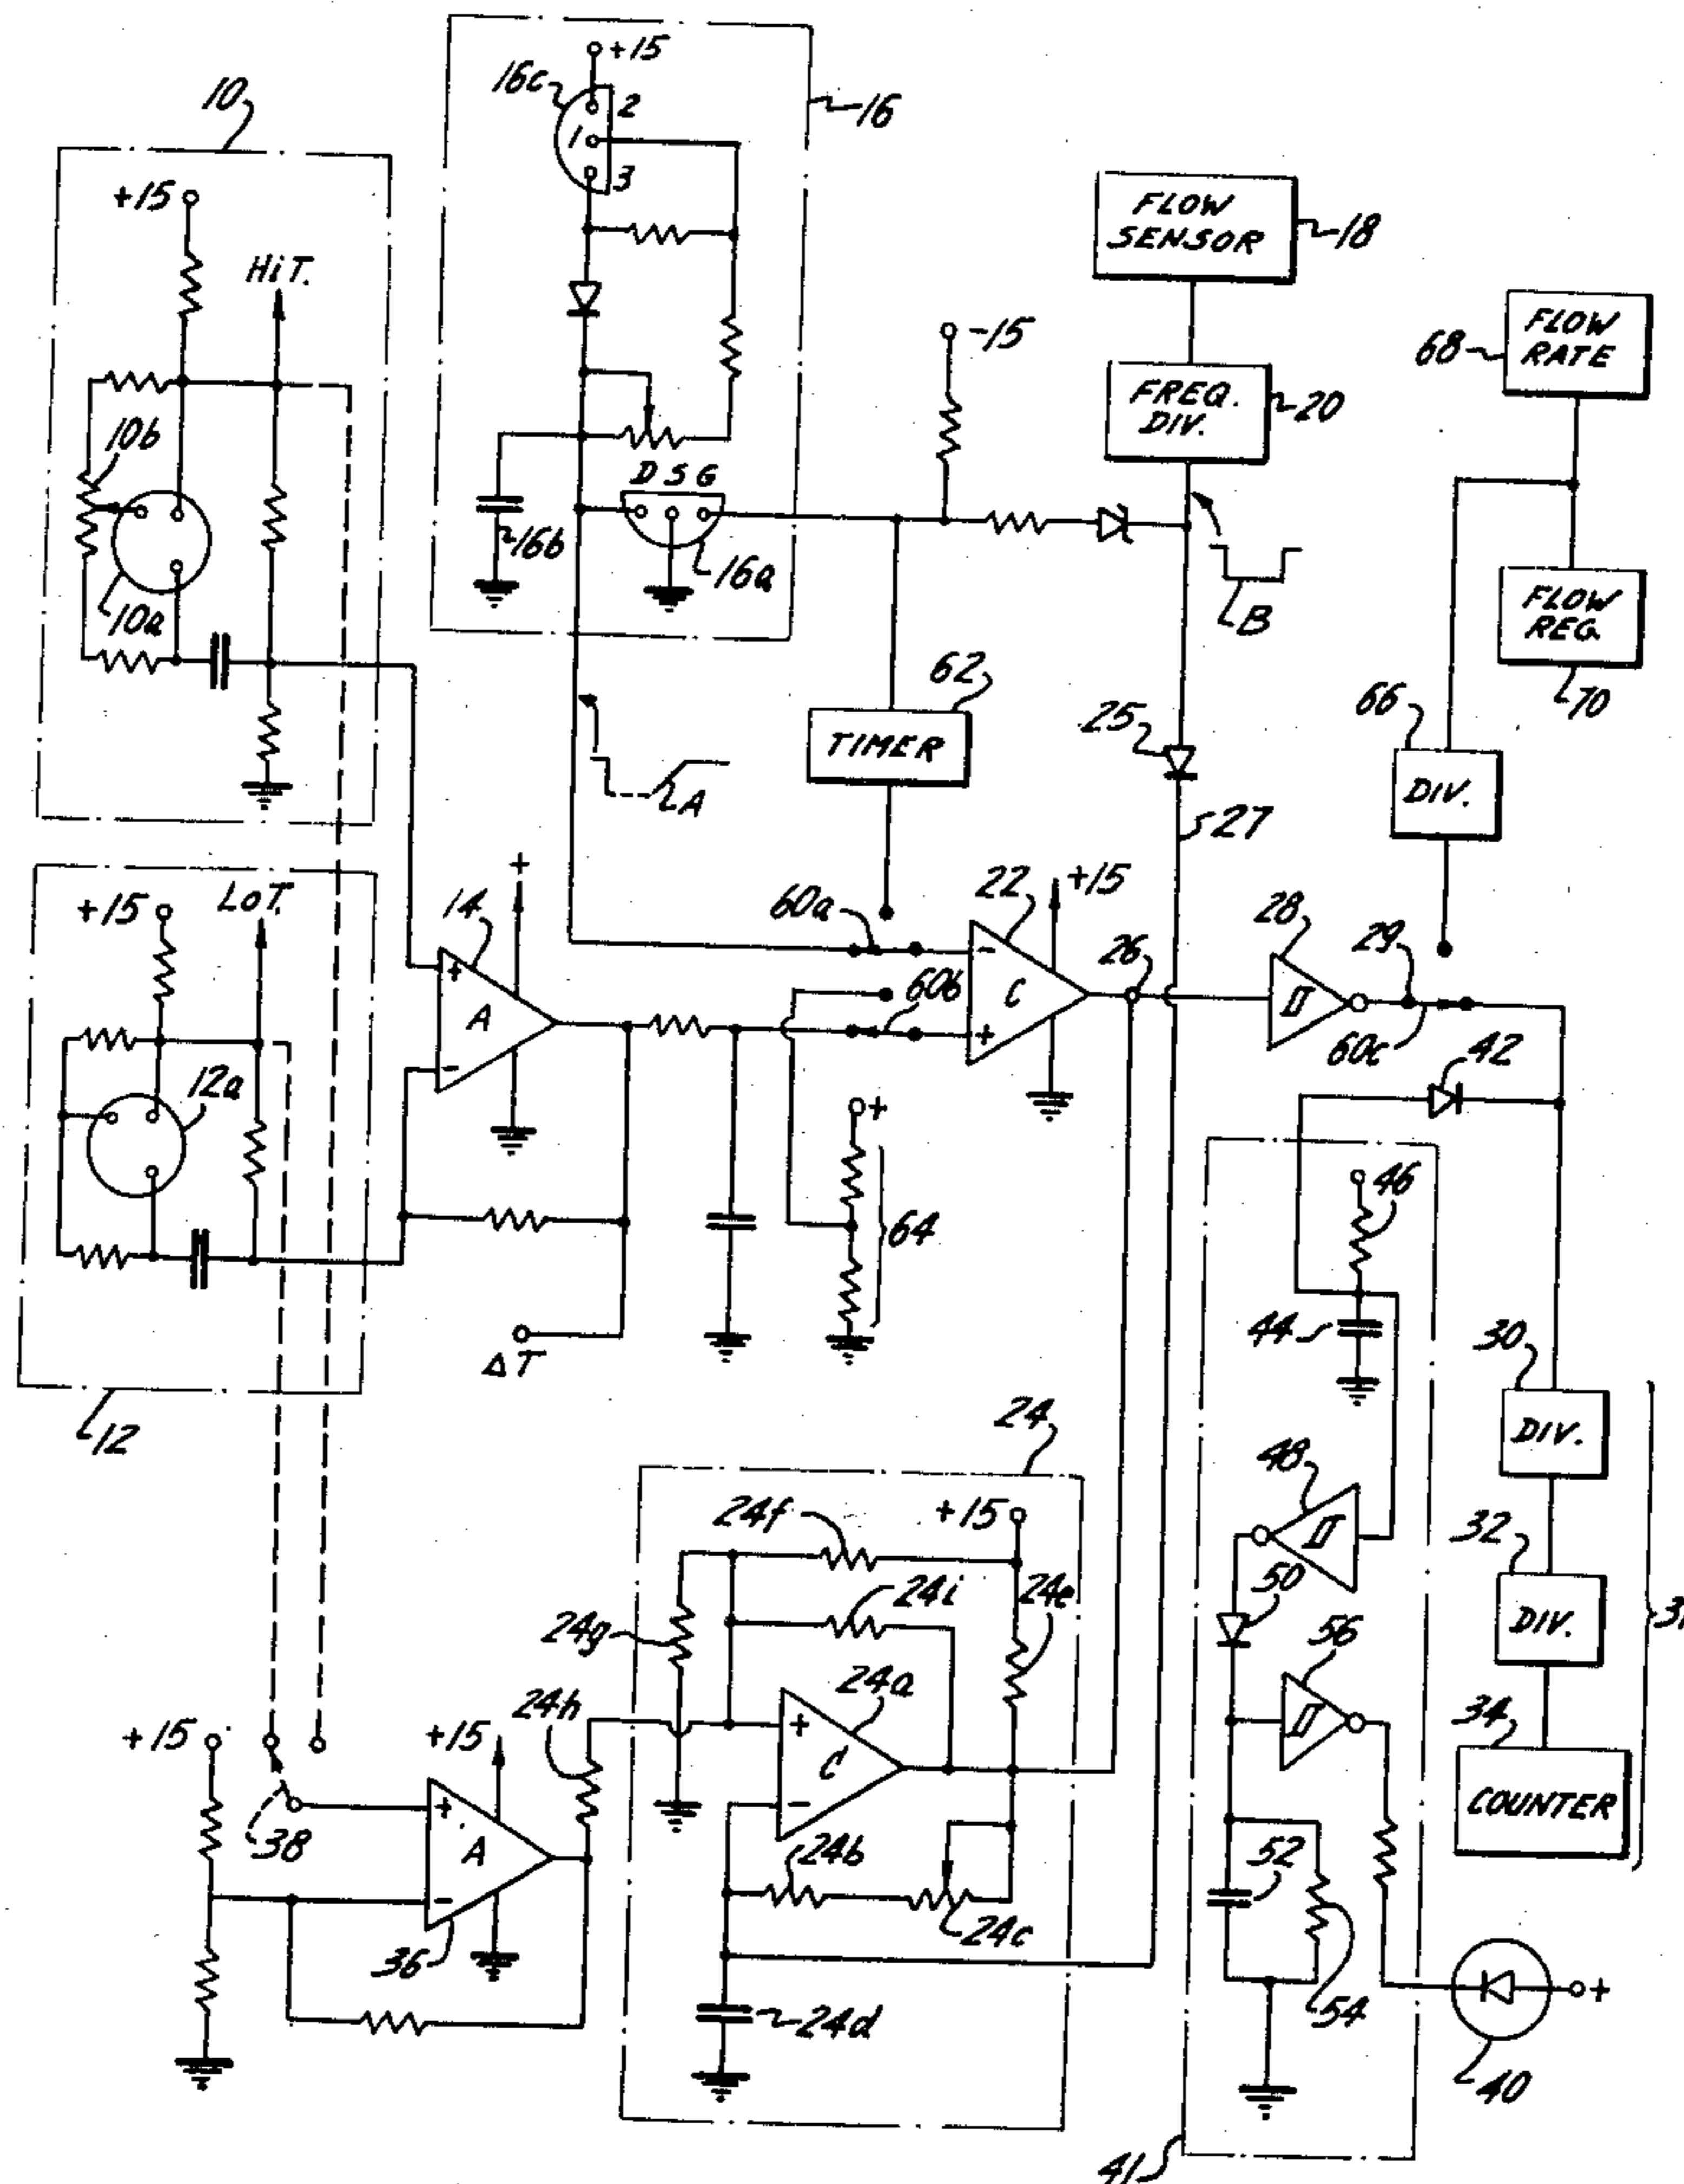 +15
16c
2
1
3
16
10
+15
HiT.
FLOW
SENSOR
18
-15
FLOW
RATE
68
FREQ.
DIV.
20
10b
D S G
16b
16a
10a
B
FLOW
REG.
70
62
TIMER
66
DIV.
25
A
27
+15
LoT.
14
+
22
+15
60a
28
29
26
+
A
-
-
C
+
60b
60c
42
12a
+
46
64
44
ΔT
30
DIV.
12
24
48
24f
+15
32
DIV.
50
24i
24e
56
24g
24a
34
COUNTER
+15
+15
24h
+
C
-
38
+
A
-
24b
24c
52
36
24d
54
+
40
41